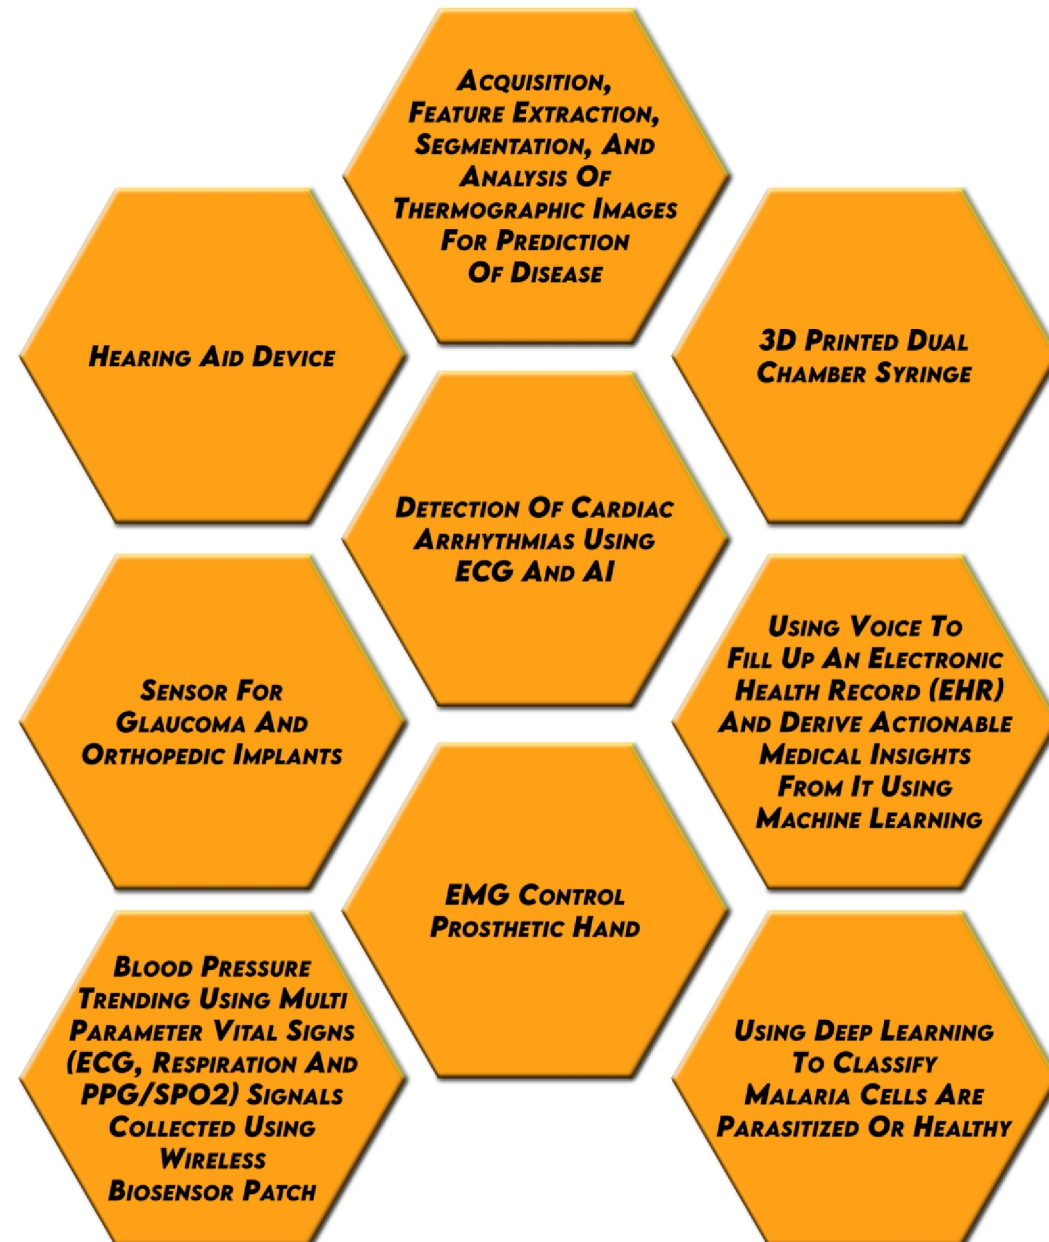 Acquisition,
Feature Extraction,
Segmentation, And
Analysis Of
Thermographic Images
For Prediction
Of Disease
Hearing Aid Device
3D Printed Dual
Chamber Syringe
Detection Of Cardiac
Arrhythmias Using
ECG And AI
Sensor For
Glaucoma And
Orthopedic Implants
Using Voice To
Fill Up An Electronic
Health Record (EHR)
And Derive Actionable
Medical Insights
From It Using
Machine Learning
EMG Control
Prosthetic Hand
Blood Pressure
Trending Using Multi
Parameter Vital Signs
(ECG, Respiration And
PPG/SPO2) Signals
Collected Using
Wireless
Biosensor Patch
Using Deep Learning
To Classify
Malaria Cells Are
Parasitized Or Healthy